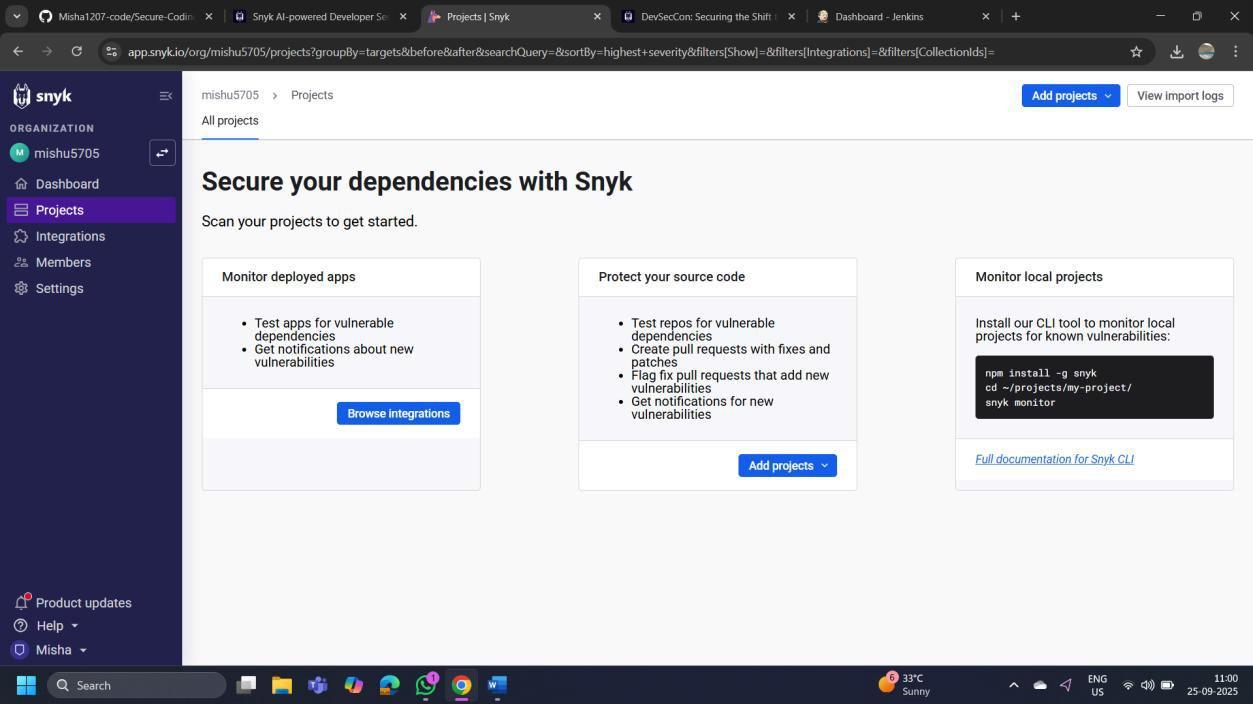 Misha1207-code/Secure-Codin
Snyk AI-powered Developer Sec
Projects | Snyk
DevSecCon: Securing the Shift t
Dashboard - Jenkins
app.snyk.io/org/mishu5705/projects?groupBy=targets&before&after&searchQuery=&sortBy=highest+severity&filters[Show]=&filters[Integrations]=&filters[CollectionIds]=
snyk
ORGANIZATION
M mishu5705
Dashboard
Projects
Integrations
Members
Settings
Product updates
Help
Misha
mishu5705 > Projects
Add projects
View import logs
All projects
Secure your dependencies with Snyk
Scan your projects to get started.
Monitor deployed apps
• Test apps for vulnerable
dependencies
• Get notifications about new
vulnerabilities
Browse integrations
Protect your source code
• Test repos for vulnerable
dependencies
• Create pull requests with fixes and
patches
• Flag fix pull requests that add new
vulnerabilities
• Get notifications for new
vulnerabilities
Add projects
Monitor local projects
Install our CLI tool to monitor local
projects for known vulnerabilities:
npm install -g snyk
cd ~/projects/my-project/
snyk monitor
Full documentation for Snyk CLI
Search
1
6
33°C
Sunny
ENG
US
11:00
25-09-2025